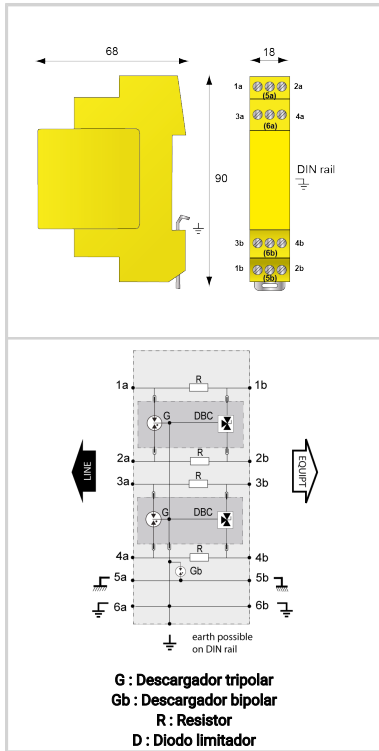 68
18
1a
(5a)
2a
3a
(6a)
4a
90
DIN rail
3b
(6b)
4b
1b
(5b)
2b
R
1a
1b
G
DBC
R
2a
2b
3a
3b
R
G
DBC
R
4a
4b
Gb
5a
5b
6a
6b
LINE
EQUIPT
earth possible
on DIN rail
G : Descargador tripolar
Gb : Descargador bipolar
R : Resistor
D : Diodo limitador